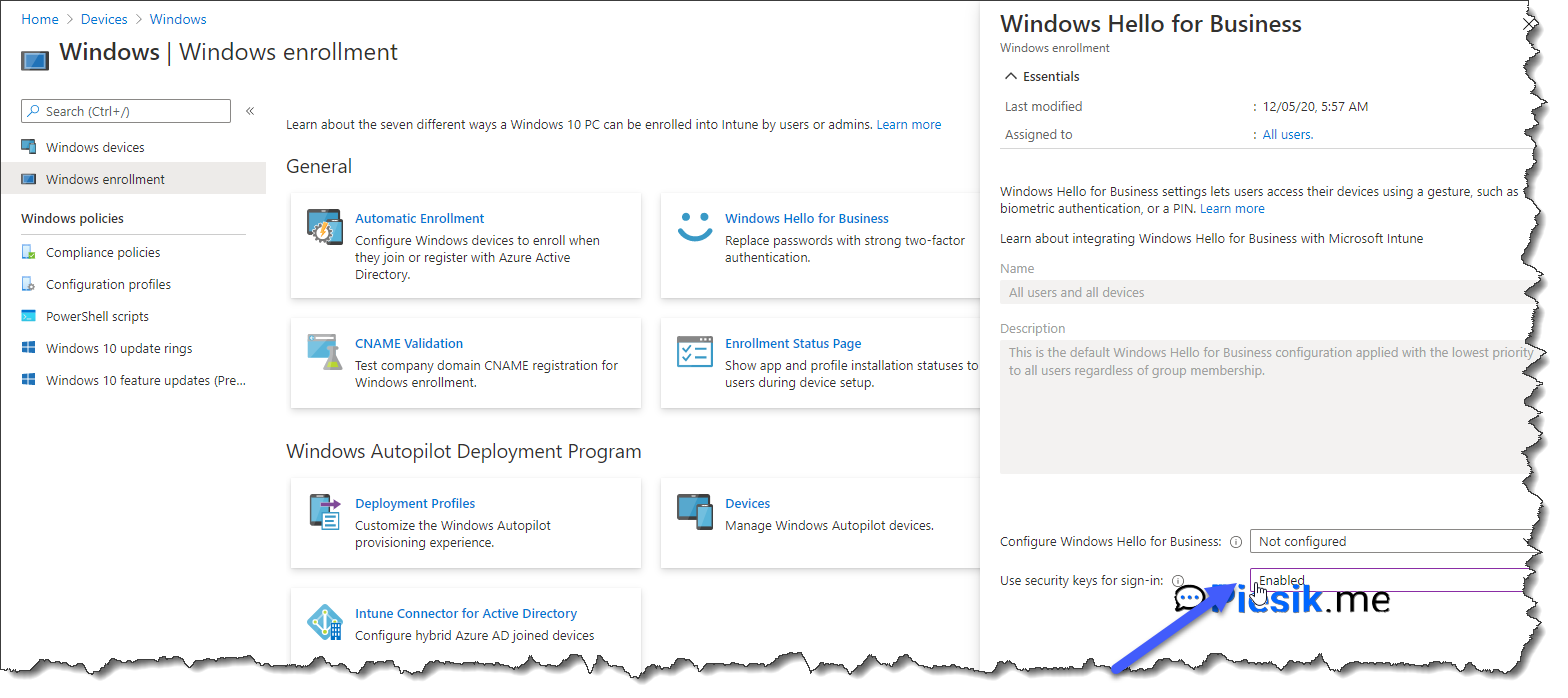 Home > Devices > Windows
Windows | Windows enrollment
Search (Ctrl+/)
«
Windows devices
Windows enrollment
Windows policies
Compliance policies
Configuration profiles
PowerShell scripts
Windows 10 update rings
Windows 10 feature updates (Pre...
Learn about the seven different ways a Windows 10 PC can be enrolled into Intune by users or admins. Learn more
General
Automatic Enrollment
Configure Windows devices to enroll when
they join or register with Azure Active
Directory.
Windows Hello for Business
Replace passwords with strong two-factor
authentication.
CNAME Validation
Test company domain CNAME registration for
Windows enrollment.
Enrollment Status Page
Show app and profile installation statuses to
users during device setup.
Windows Autopilot Deployment Program
Deployment Profiles
Customize the Windows Autopilot
provisioning experience.
Devices
Manage Windows Autopilot devices.
Intune Connector for Active Directory
Configure hybrid Azure AD joined devices
Windows Hello for Business
Windows enrollment
Essentials
Last modified : 12/05/20, 5:57 AM
Assigned to : All users.
Windows Hello for Business settings lets users access their devices using a gesture, such as
biometric authentication, or a PIN. Learn more
Learn about integrating Windows Hello for Business with Microsoft Intune
Name
All users and all devices
Description
This is the default Windows Hello for Business configuration applied with the lowest priority
to all users regardless of group membership.
Configure Windows Hello for Business: Not configured
Use security keys for sign-in: Enabled